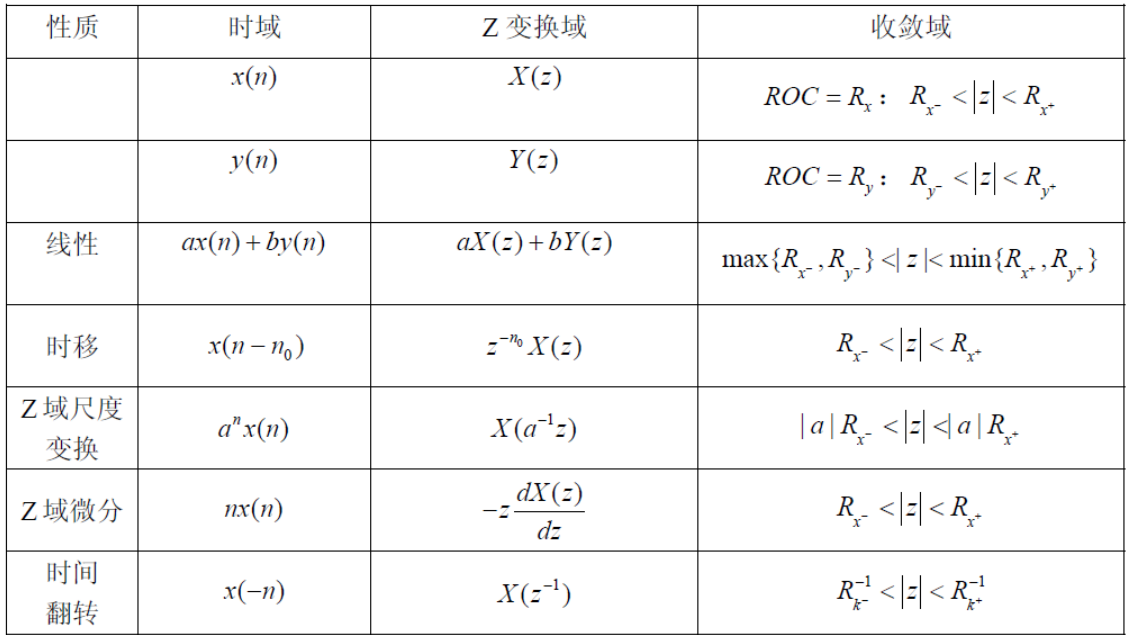 性质 时域 Z 变换域 收敛域
x(n) X(z) ROC = R_x： R_{x^-} < |z| < R_{x^+}
y(n) Y(z) ROC = R_y： R_{y^-} < |z| < R_{y^+}
线性 ax(n) + by(n) aX(z) + bY(z) max{R_{x^-}, R_{y^-}} <| z |< min{R_{x^+}, R_{y^+}}
时移 x(n − n_0) z^{−n_0} X(z) R_{x^-} < |z| < R_{x^+}
Z 域尺度
变换 a^n x(n) X(a^{−1}z) | a | R_{x^-} < |z| <| a | R_{x^+}
Z 域微分 nx(n) −z \frac{dX(z)}{dz} R_{x^-} < |z| < R_{x^+}
时间
翻转 x(−n) X(z^{−1}) R_{k^-}^{−1} < |z| < R_{k^+}^{−1}